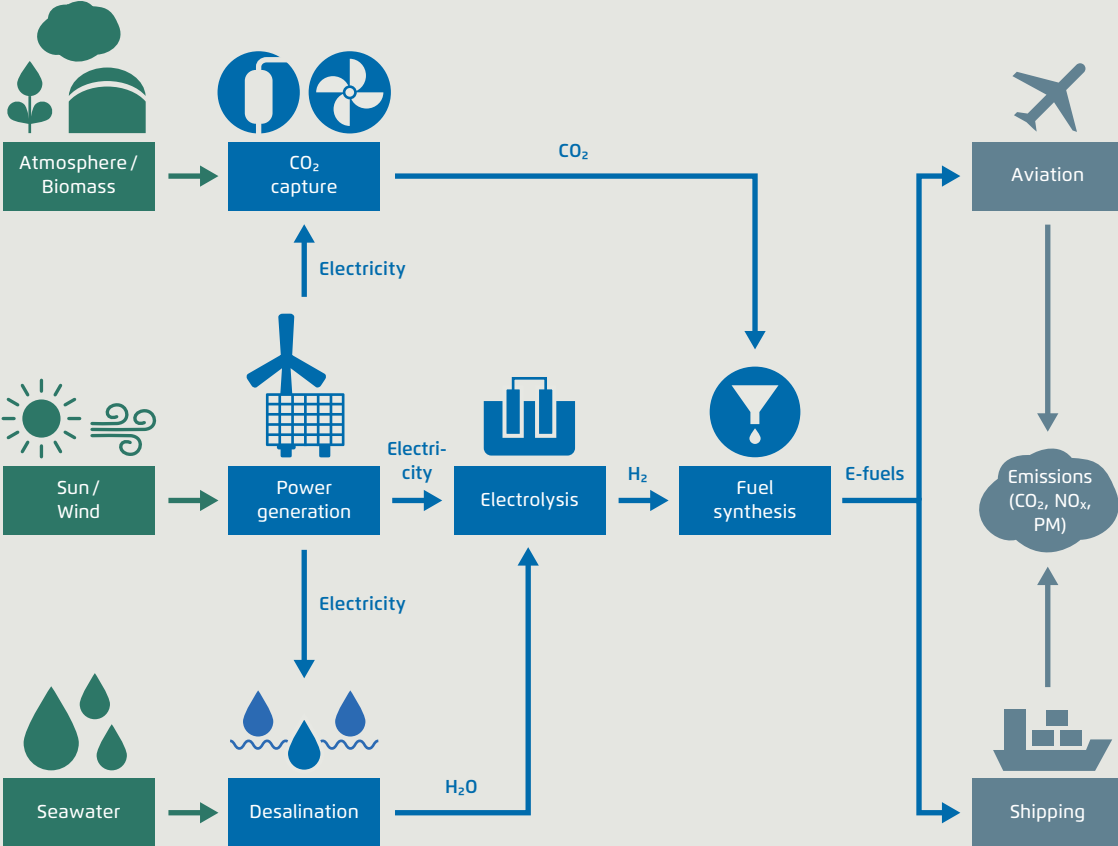 Atmosphere /
Biomass
CO₂
capture
CO₂
Aviation
Electricity
Sun /
Wind
Power
generation
Electri-
city
Electrolysis
H₂
Fuel
synthesis
E-fuels
Emissions
(CO₂, NOₓ,
PM)
Electricity
Seawater
Desalination
H₂O
Shipping